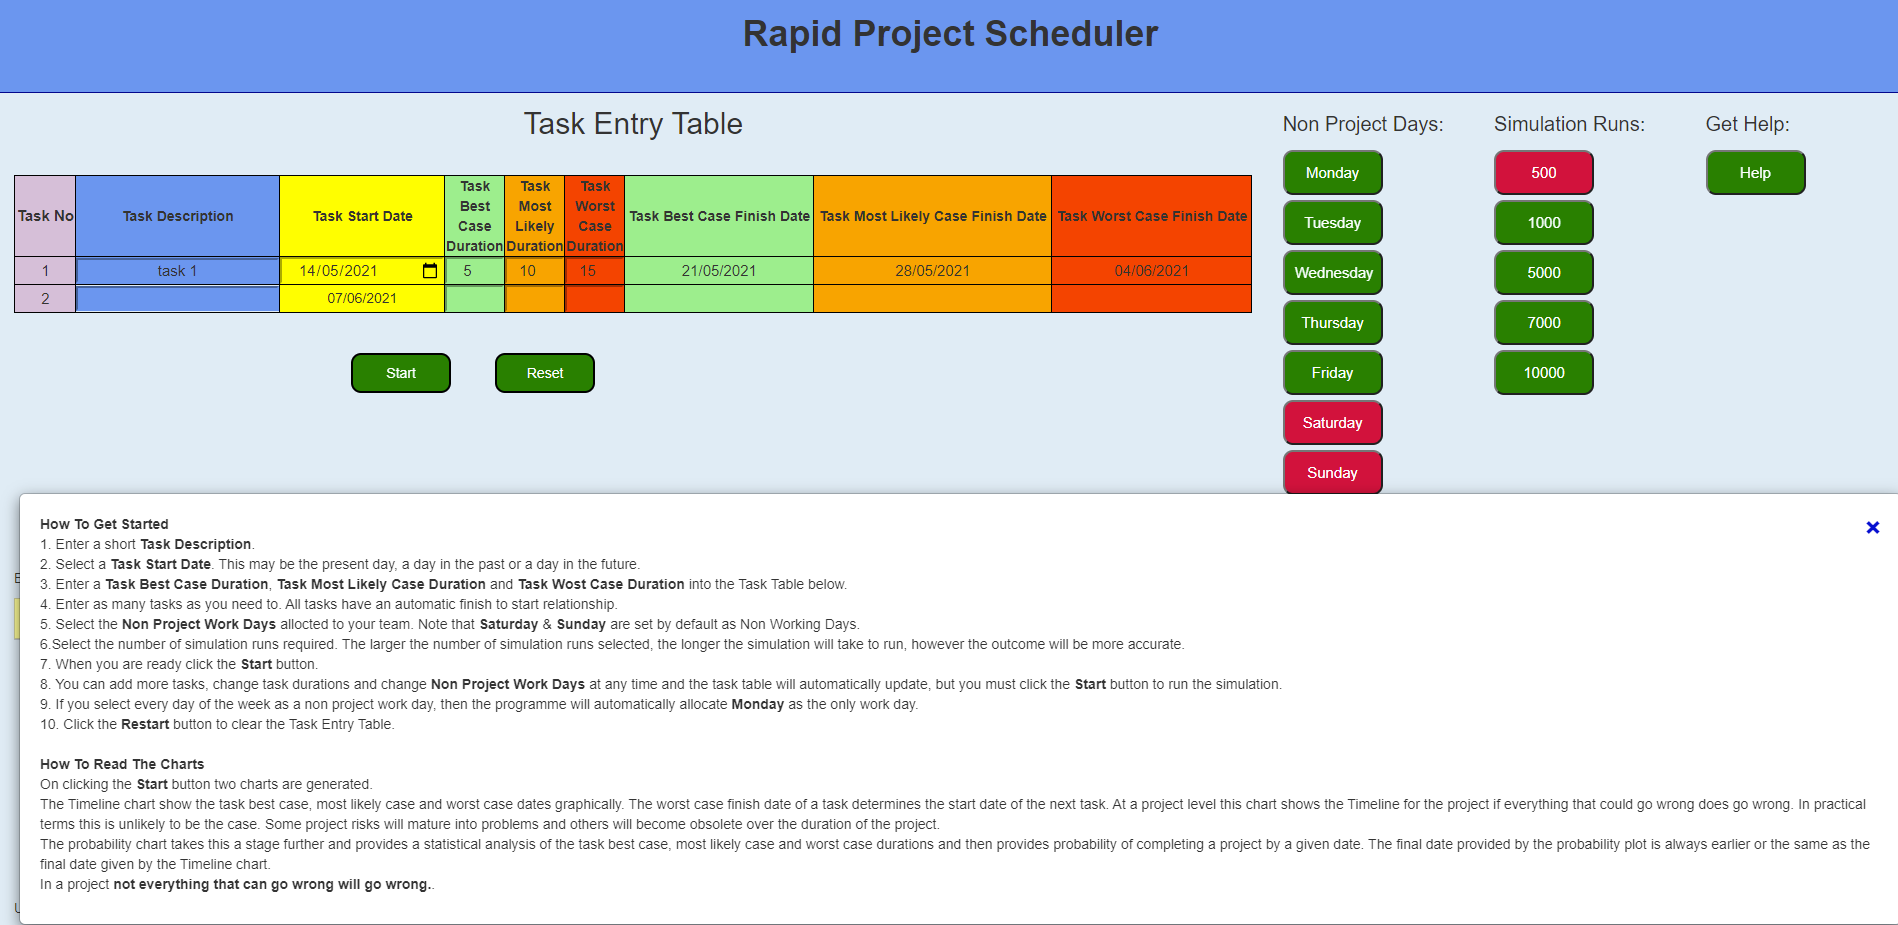 Rapid Project Scheduler
Task Entry Table
Non Project Days:
Simulation Runs:
Get Help:
Task No
Task Description
Task Start Date
Task Best Case Duration
Task Most Likely Duration
Task Worst Case Duration
Task Best Case Finish Date
Task Most Likely Case Finish Date
Task Worst Case Finish Date
1 task 1 14/05/2021 5 10 15 21/05/2021 28/05/2021 04/06/2021
2 07/06/2021
Start
Reset
Monday
Tuesday
Wednesday
Thursday
Friday
Saturday
Sunday
500
1000
5000
7000
10000
Help
How To Get Started
1. Enter a short Task Description.
2. Select a Task Start Date. This may be the present day, a day in the past or a day in the future.
3. Enter a Task Best Case Duration, Task Most Likely Case Duration and Task Wost Case Duration into the Task Table below.
4. Enter as many tasks as you need to. All tasks have an automatic finish to start relationship.
5. Select the Non Project Work Days allocted to your team. Note that Saturday & Sunday are set by default as Non Working Days.
6.Select the number of simulation runs required. The larger the number of simulation runs selected, the longer the simulation will take to run, however the outcome will be more accurate.
7. When you are ready click the Start button.
8. You can add more tasks, change task durations and change Non Project Work Days at any time and the task table will automatically update, but you must click the Start button to run the simulation.
9. If you select every day of the week as a non project work day, then the programme will automatically allocate Monday as the only work day.
10. Click the Restart button to clear the Task Entry Table.
How To Read The Charts
On clicking the Start button two charts are generated.
The Timeline chart show the task best case, most likely case and worst case dates graphically. The worst case finish date of a task determines the start date of the next task. At a project level this chart shows the Timeline for the project if everything that could go wrong does go wrong. In practical
terms this is unlikely to be the case. Some project risks will mature into problems and others will become obsolete over the duration of the project.
The probability chart takes this a stage further and provides a statistical analysis of the task best case, most likely case and worst case durations and then provides probability of completing a project by a given date. The final date provided by the probability plot is always earlier or the same as the
final date given by the Timeline chart.
In a project not everything that can go wrong will go wrong..